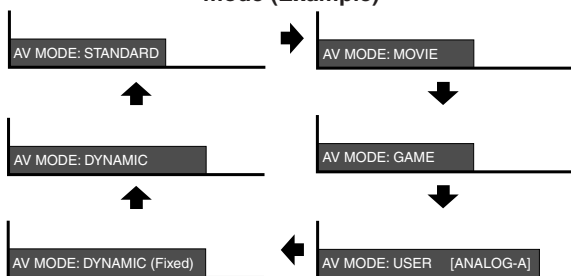 Mode (Example)
AV MODE: STANDARD
AV MODE: MOVIE
AV MODE: DYNAMIC
AV MODE: GAME
AV MODE: DYNAMIC (Fixed)
AV MODE: USER [ANALOG-A]